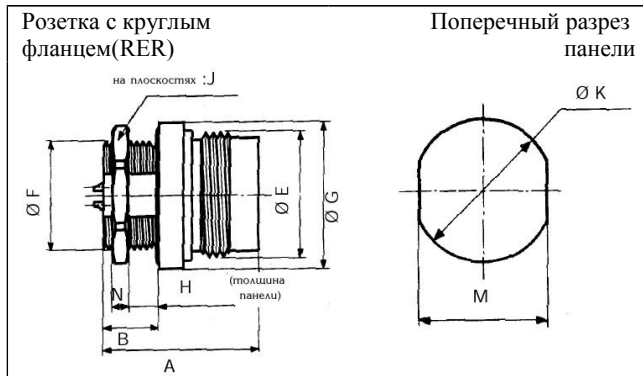 Розетка с круглым
фланцем(RER)
Поперечный разрез
панели
на плоскостях :J
Ø K
Ø F
Ø E
Ø G
N
H
(толщина
панели)
B
A
M